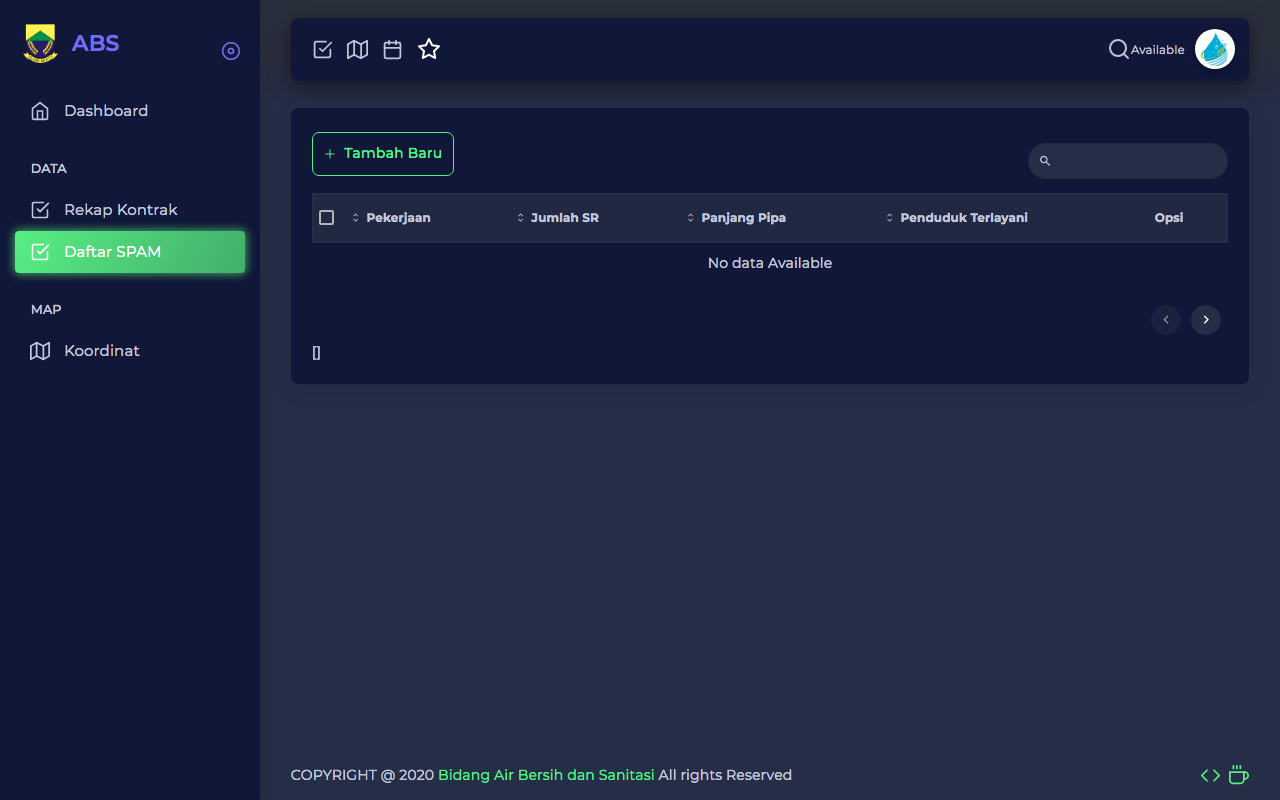 ABS
Available
Dashboard
DATA
Rekap Kontrak
Daftar SPAM
MAP
Koordinat
+ Tambah Baru
Pekerjaan Jumlah SR Panjang Pipa Penduduk Terlayani Opsi
No data Available
[]
COPYRIGHT @ 2020 Bidang Air Bersih dan Sanitasi All rights Reserved